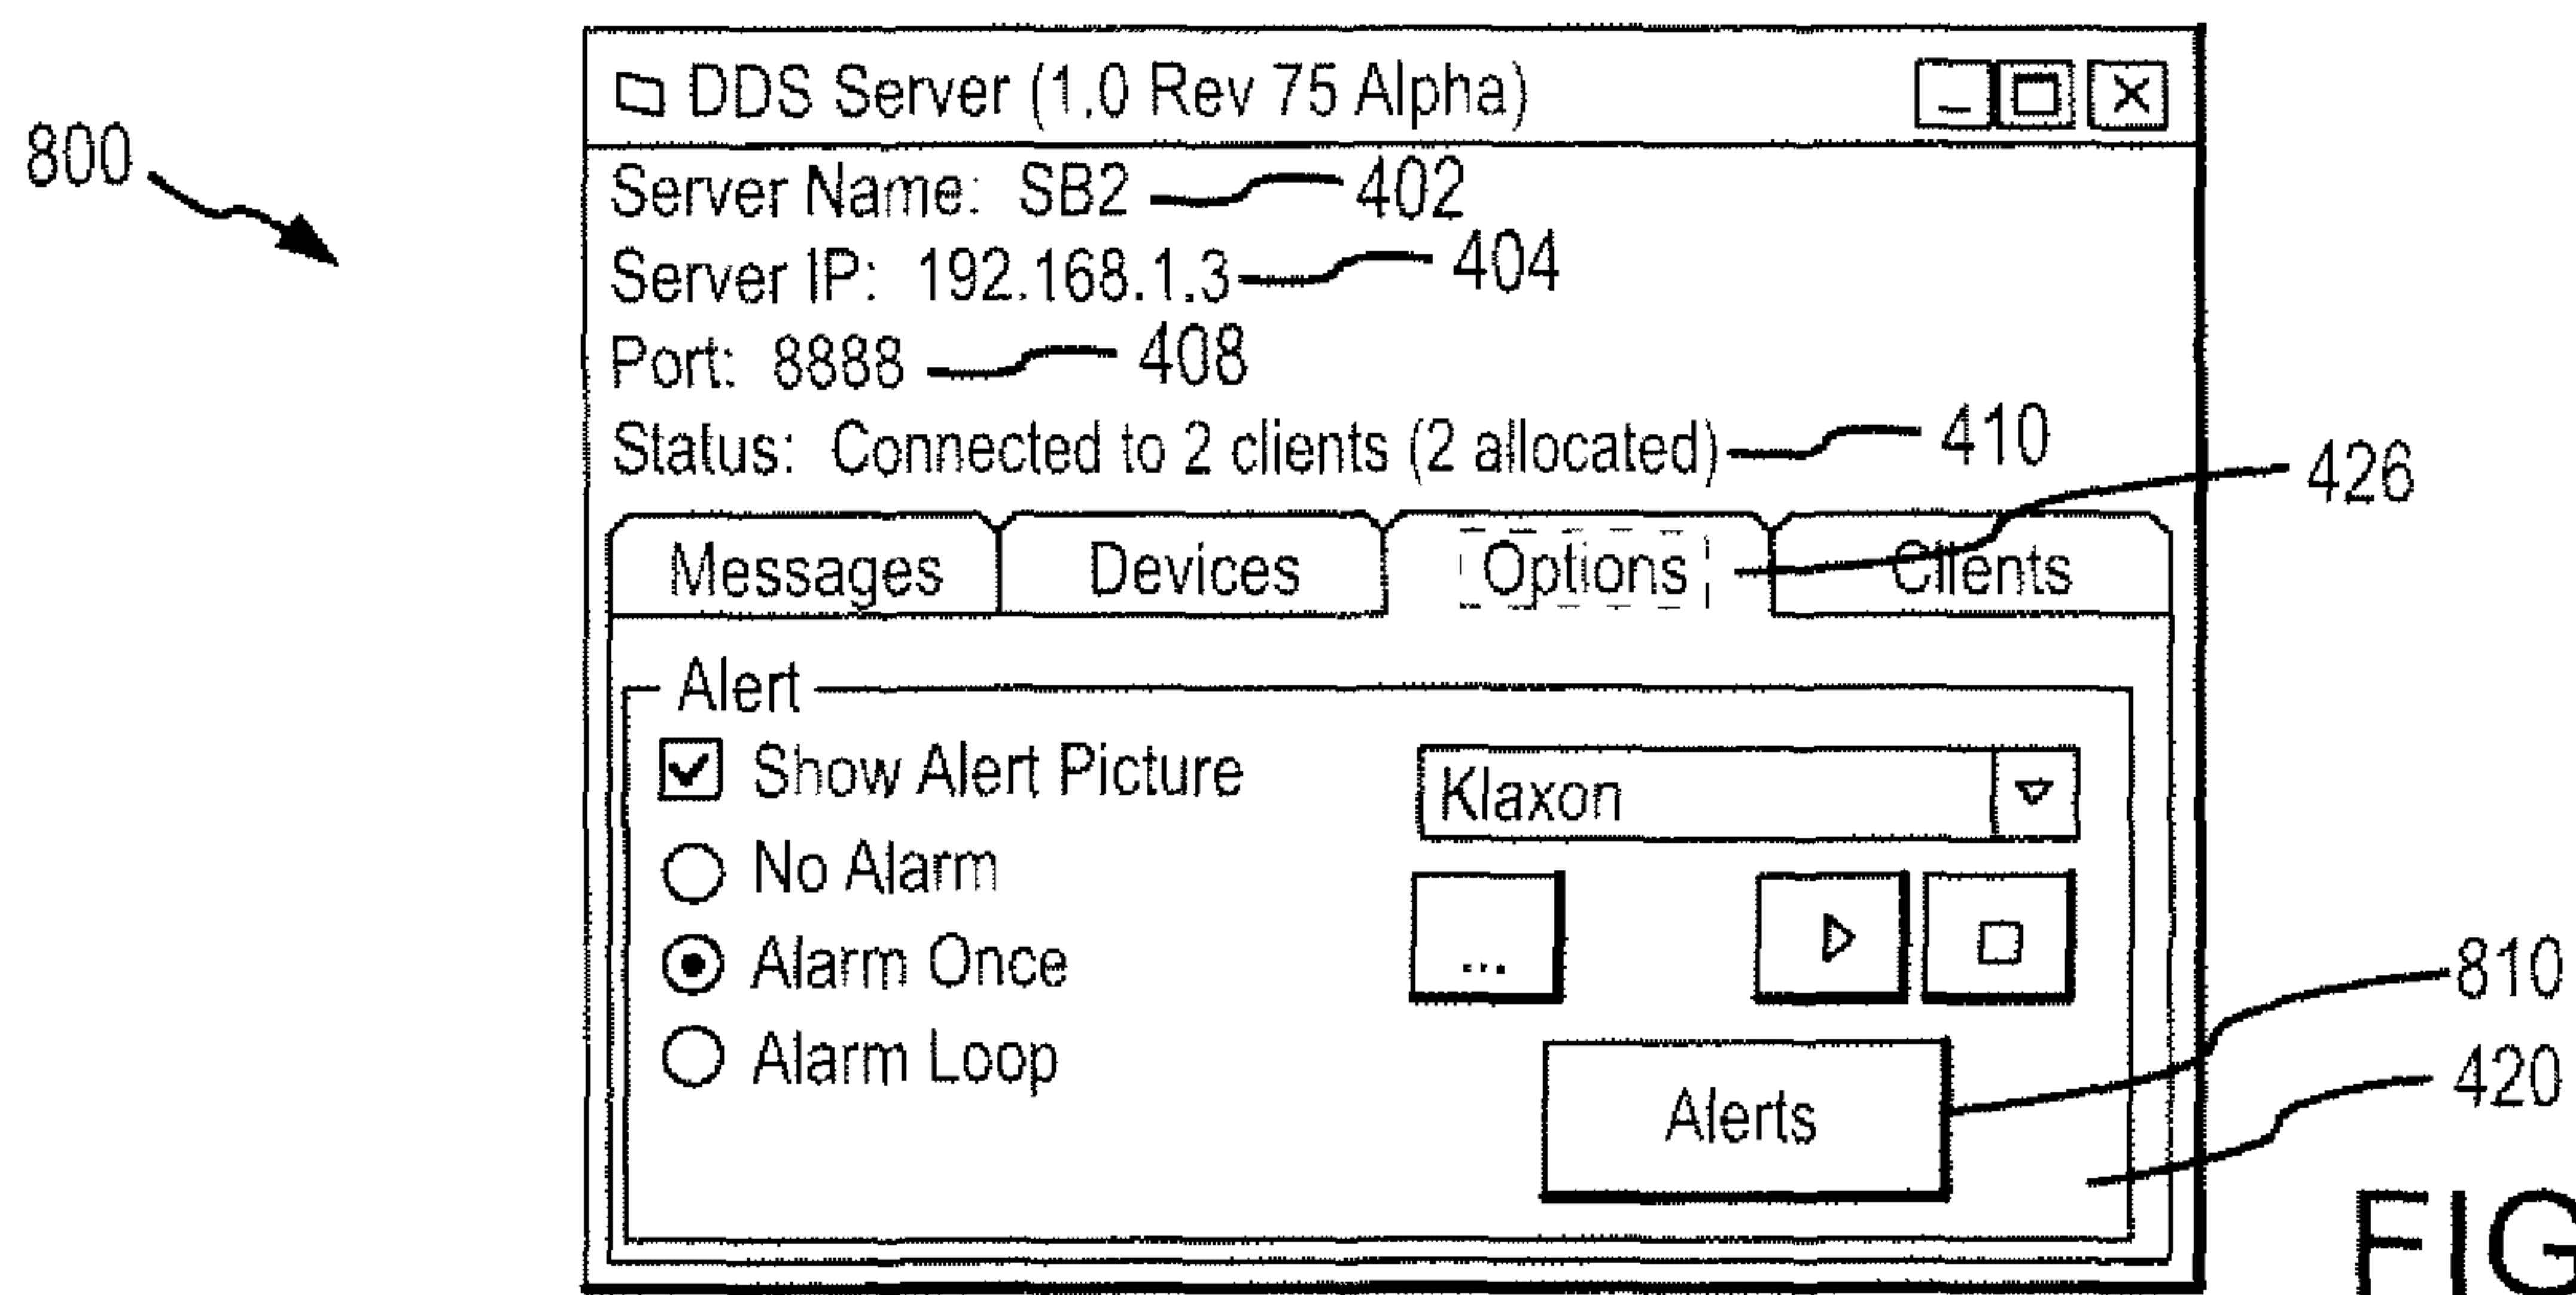 DDS Server (1.0 Rev 75 Alpha)
800
Server Name: SB2 402
Server IP: 192.168.1.3 404
Port: 8888 408
Status: Connected to 2 clients (2 allocated) 410
426
Messages Devices Options Clients
Alert
Show Alert Picture Klaxon
No Alarm
Alarm Once ...
810
Alarm Loop
420
Alerts
FIG